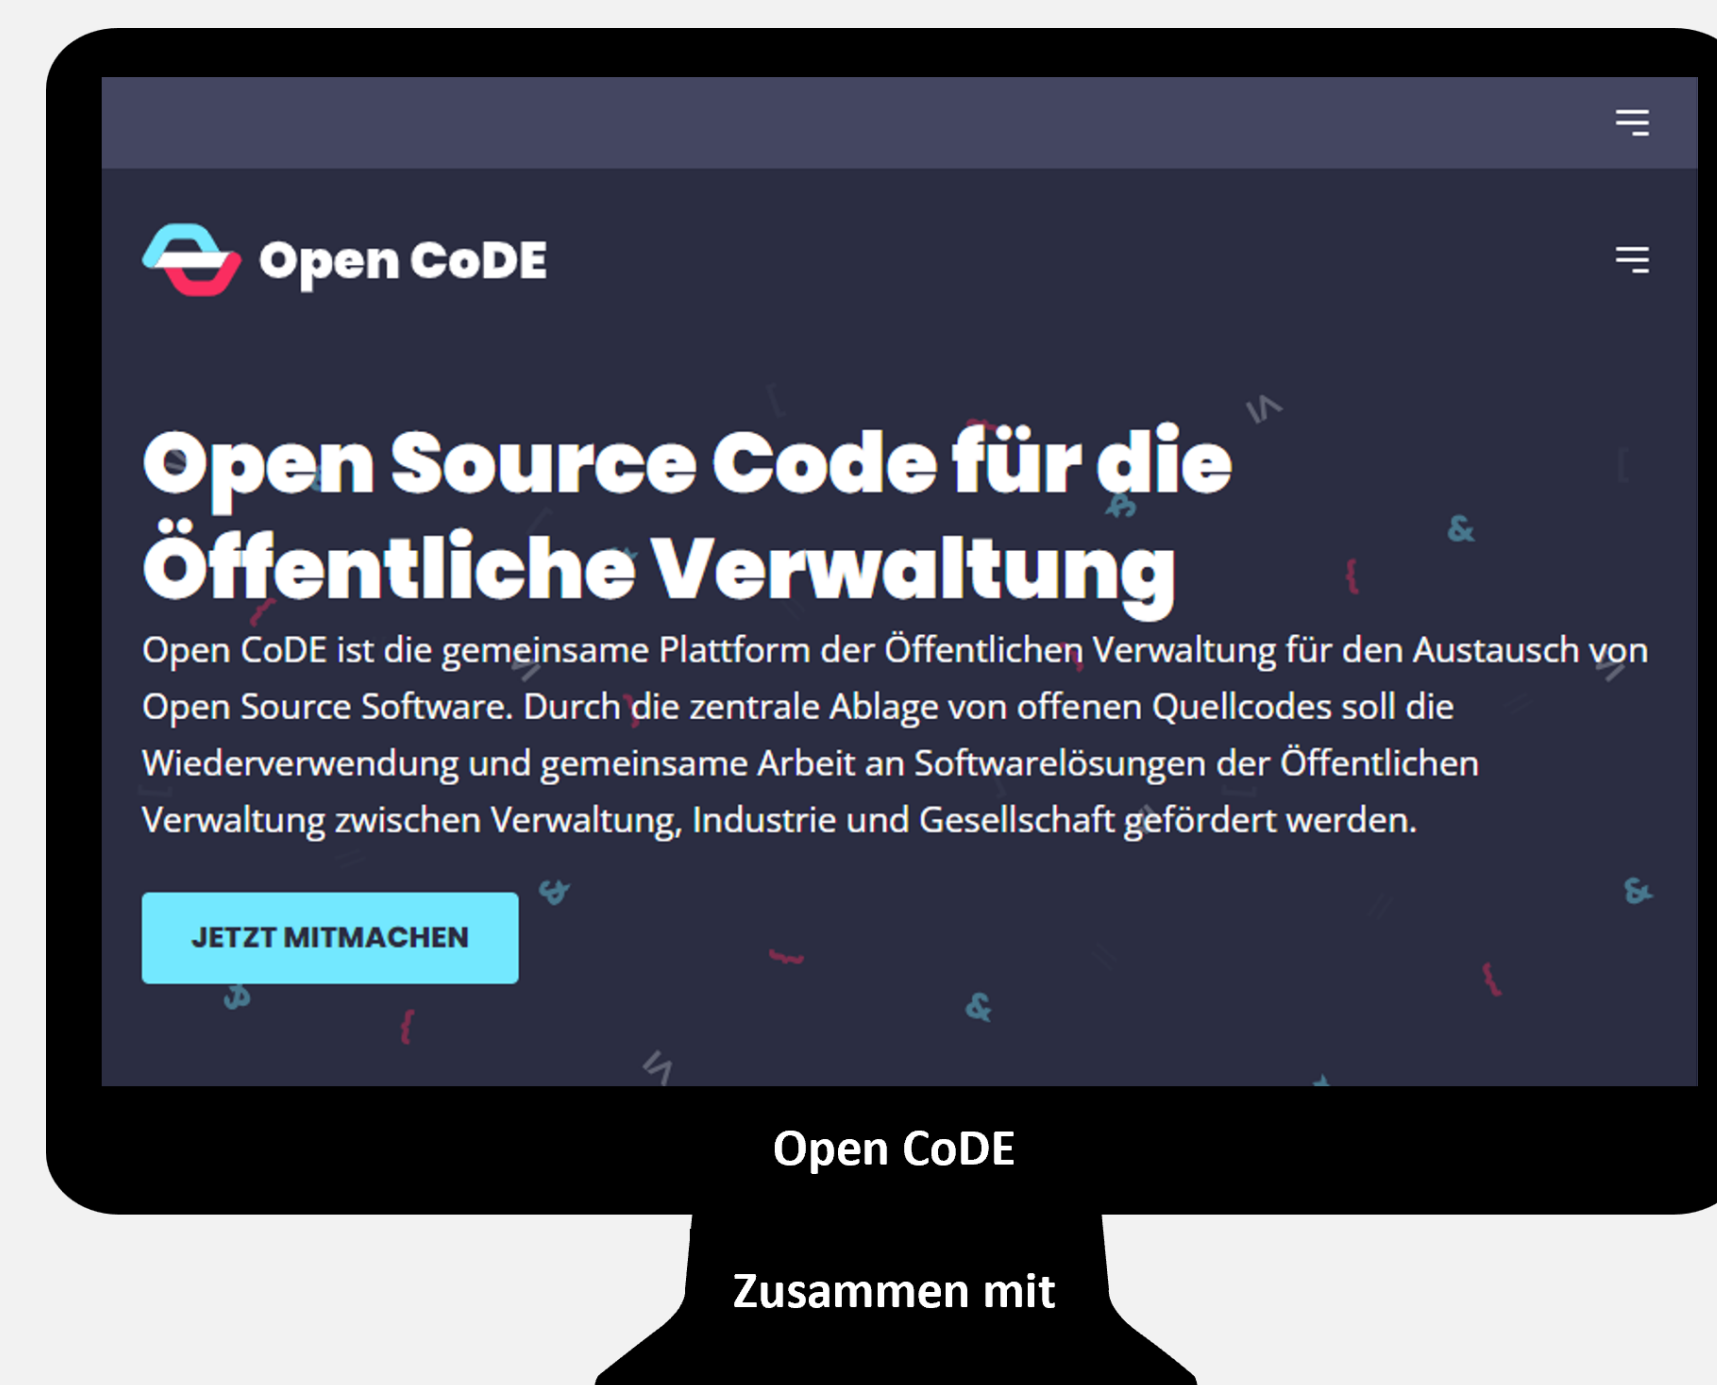 Open CoDE
Open Source Code für die
Öffentliche Verwaltung
Open CoDE ist die gemeinsame Plattform der Öffentlichen Verwaltung für den Austausch von
Open Source Software. Durch die zentrale Ablage von offenen Quellcodes soll die
Wiederverwendung und gemeinsame Arbeit an Softwarelösungen der Öffentlichen
Verwaltung zwischen Verwaltung, Industrie und Gesellschaft gefördert werden.
JETZT MITMACHEN
Open CoDE
Zusammen mit